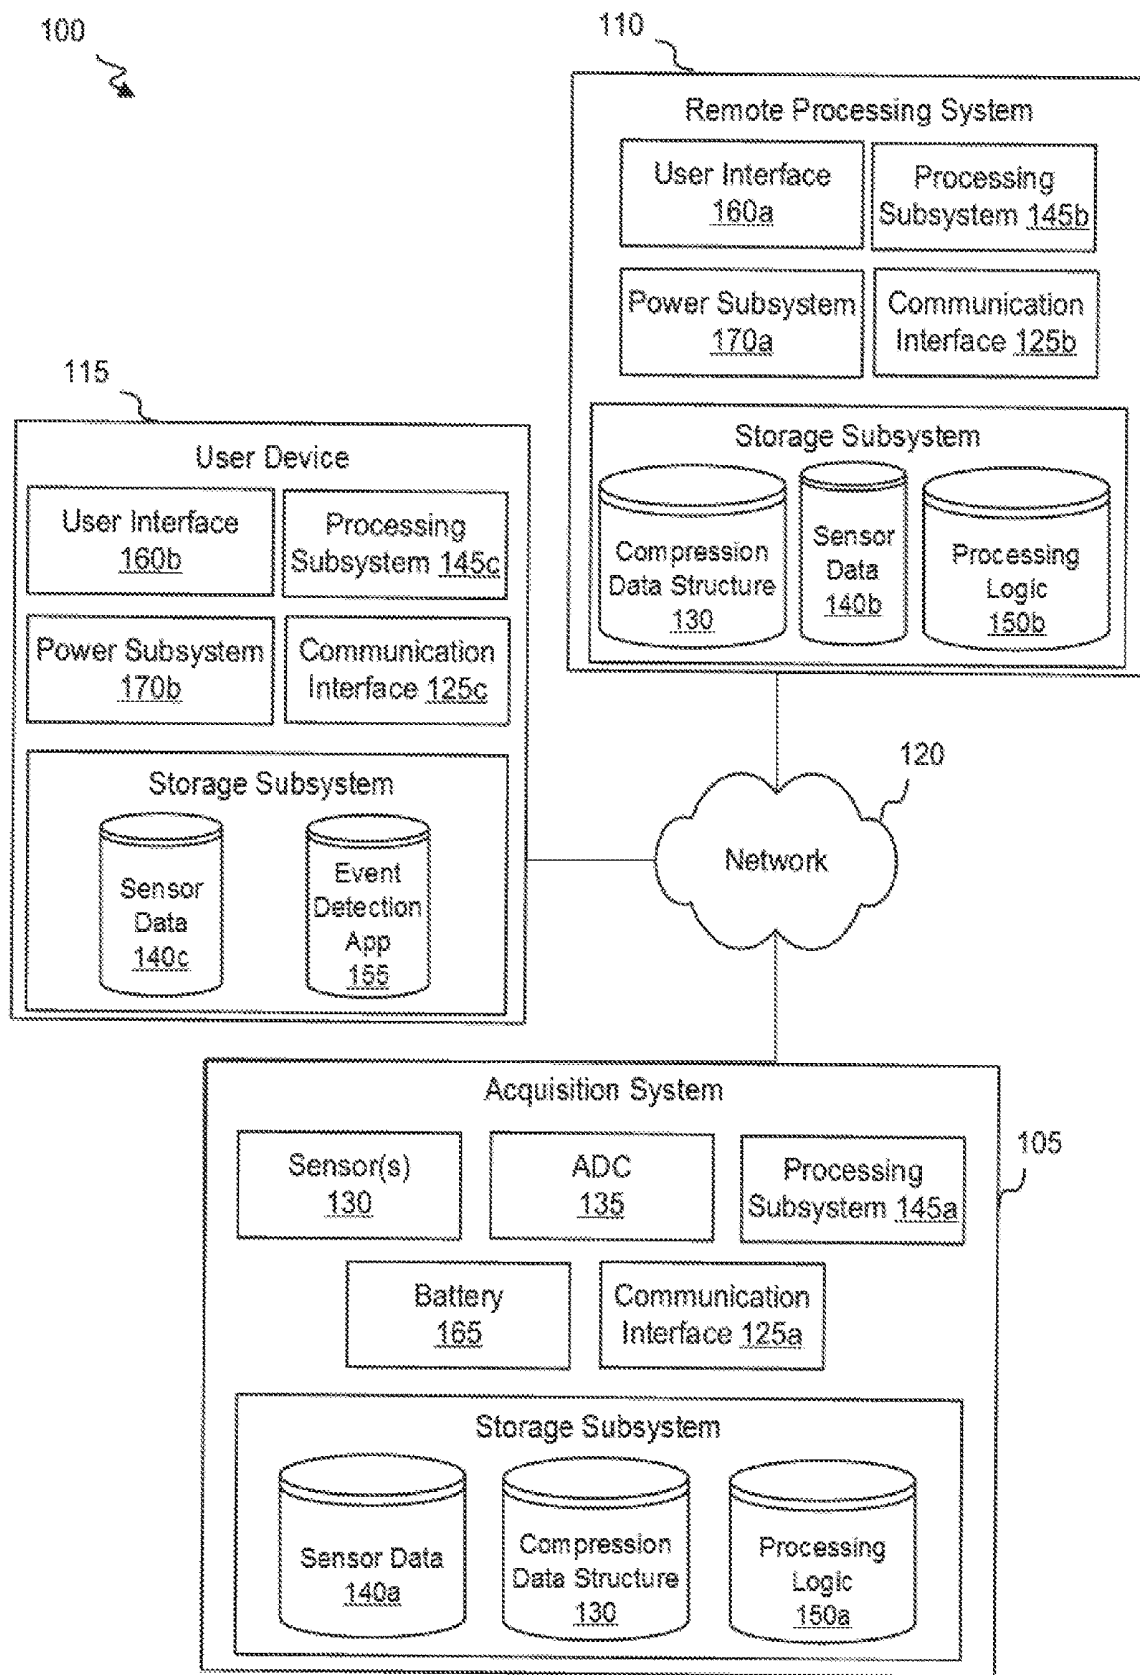 100
110
Remote Processing System
User Interface
160a
Processing
Subsystem 145b
Power Subsystem
170a
Communication
Interface 125b
Storage Subsystem
Compression
Data Structure
130
Sensor
Data
140b
Processing
Logic
150b
115
User Device
User Interface
160b
Processing
Subsystem 145c
Power Subsystem
170b
Communication
Interface 125c
Storage Subsystem
Sensor
Data
140c
Event
Detection
App
155
120
Network
Acquisition System
105
Sensor(s)
130
ADC
135
Processing
Subsystem 145a
Battery
165
Communication
Interface 125a
Storage Subsystem
Sensor Data
140a
Compression
Data Structure
130
Processing
Logic
150a